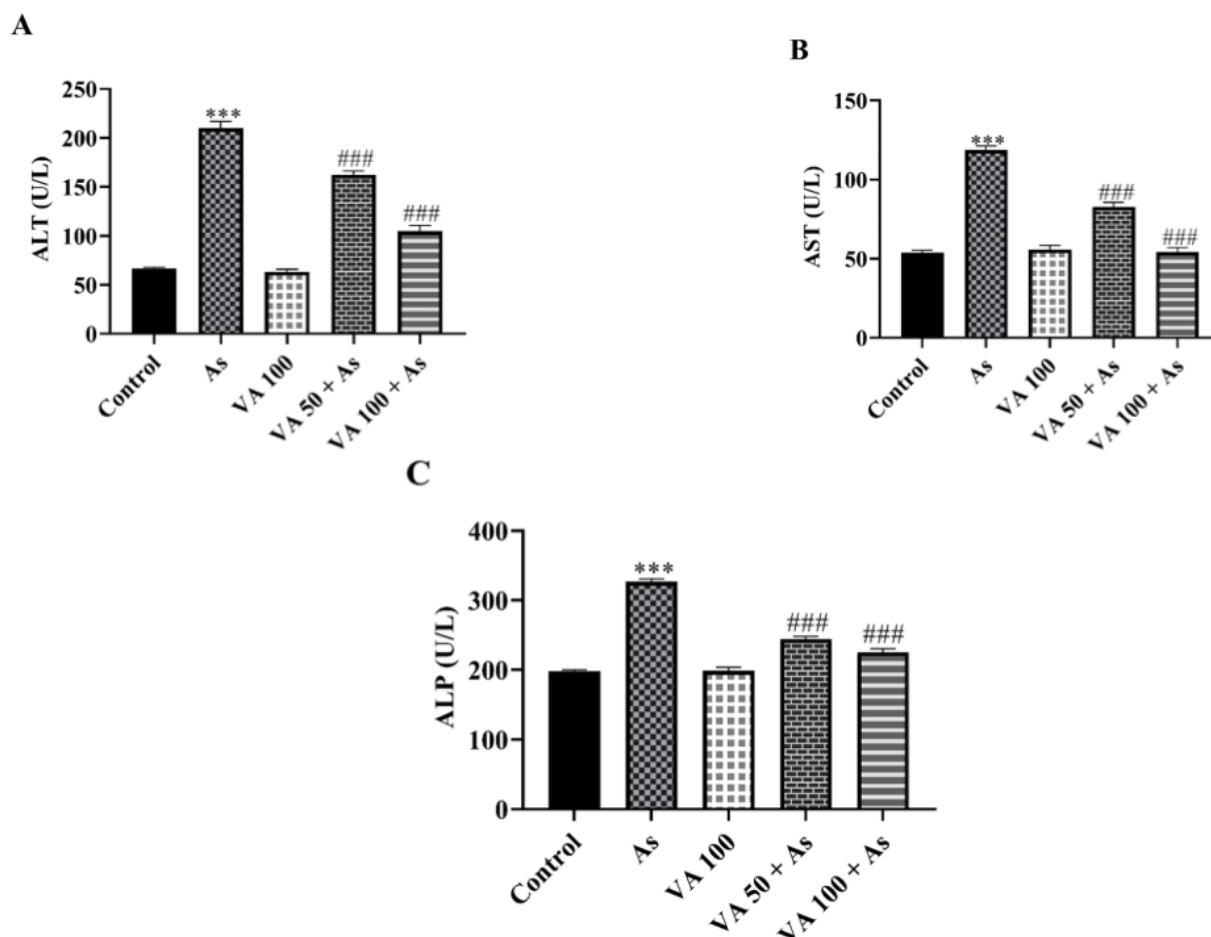 A
ALT (U/L)
250
200
150
100
50
0
***
###
###
Control
As
VA 100
VA 50 + As
VA 100 + As
B
AST (U/L)
150
100
50
0
***
###
###
Control
As
VA 100
VA 50 + As
VA 100 + As
C
ALP (U/L)
400
300
200
100
0
***
###
###
Control
As
VA 100
VA 50 + As
VA 100 + As